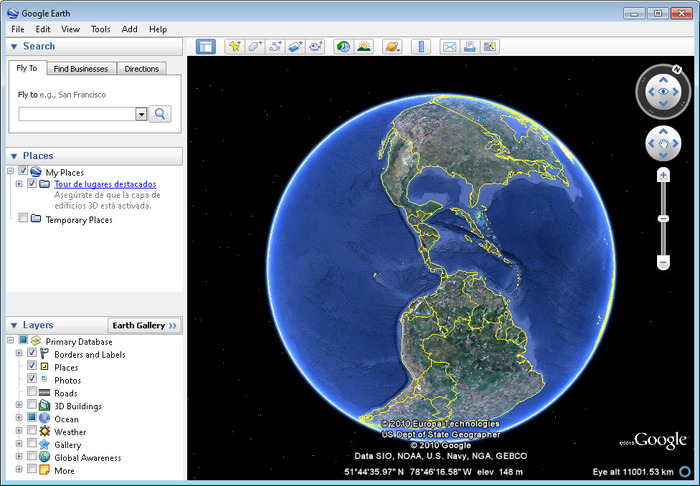 Google Earth
File Edit View Tools Add Help
Search
Fly To Find Businesses Directions
Fly to e.g., San Francisco
Places
My Places
Tour de lugares destacados
Asegúrate de que la capa de
edificios 3D está activada.
Temporary Places
Layers
Earth Gallery >>
Primary Database
Borders and Labels
Places
Photos
Roads
3D Buildings
Ocean
Weather
Gallery
Global Awareness
More
N
© 2010 Europa Technologies
US Dept of State Geographer
© 2010 Google
Data SIO, NOAA, U.S. Navy, NGA, GEBCO
©2010 Google
51°44'35.97" N 78°46'16.58" W elev 148 m
Eye alt 11001.53 km